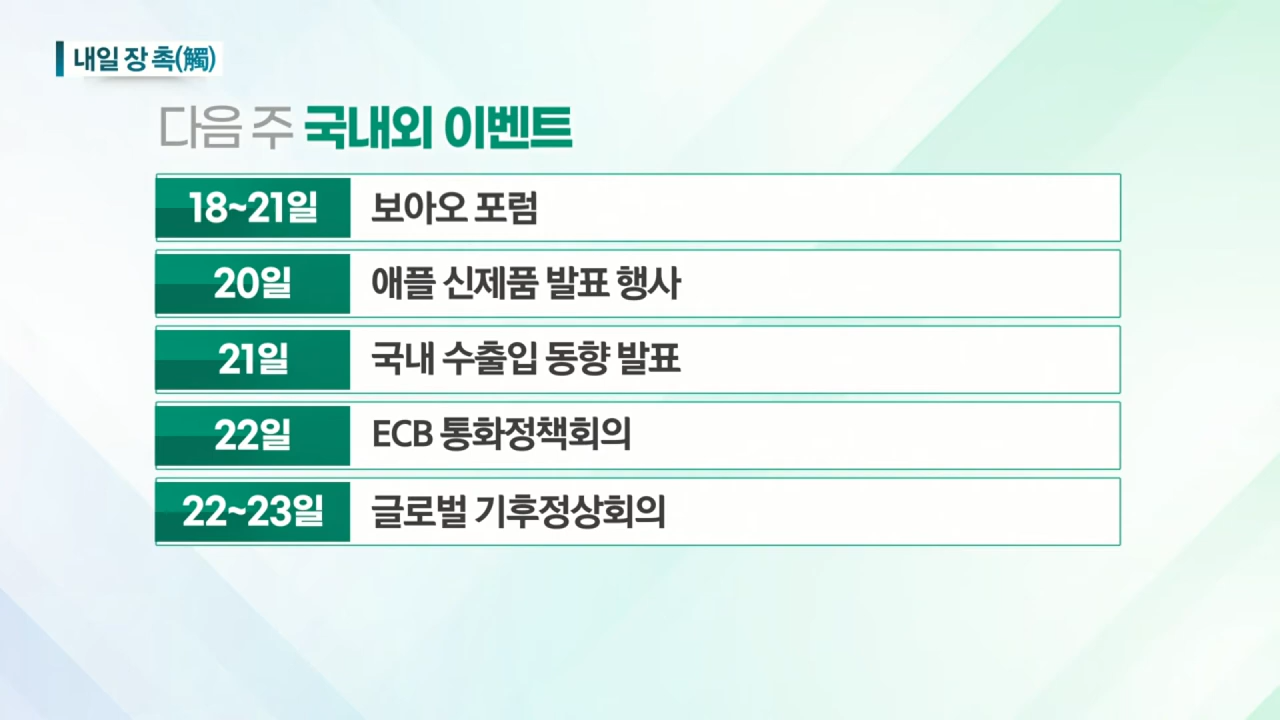 내일 장 촉(觸)
다음 주 국내외 이벤트
18~21일 보아오 포럼
20일 애플 신제품 발표 행사
21일 국내 수출입 동향 발표
22일 ECB 통화정책회의
22~23일 글로벌 기후정상회의